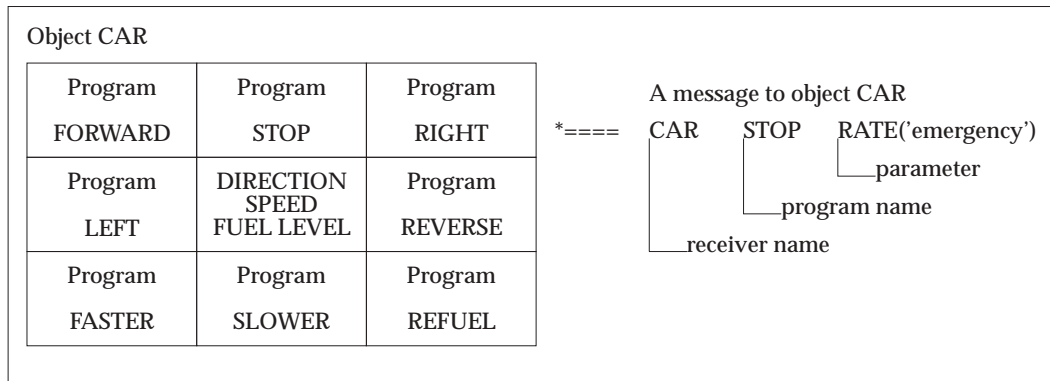 Object CAR
Program Program Program
FORWARD STOP RIGHT
Program DIRECTION Program
SPEED
LEFT FUEL LEVEL REVERSE
Program Program Program
FASTER SLOWER REFUEL
A message to object CAR
*==== CAR STOP RATE('emergency')
parameter
program name
receiver name